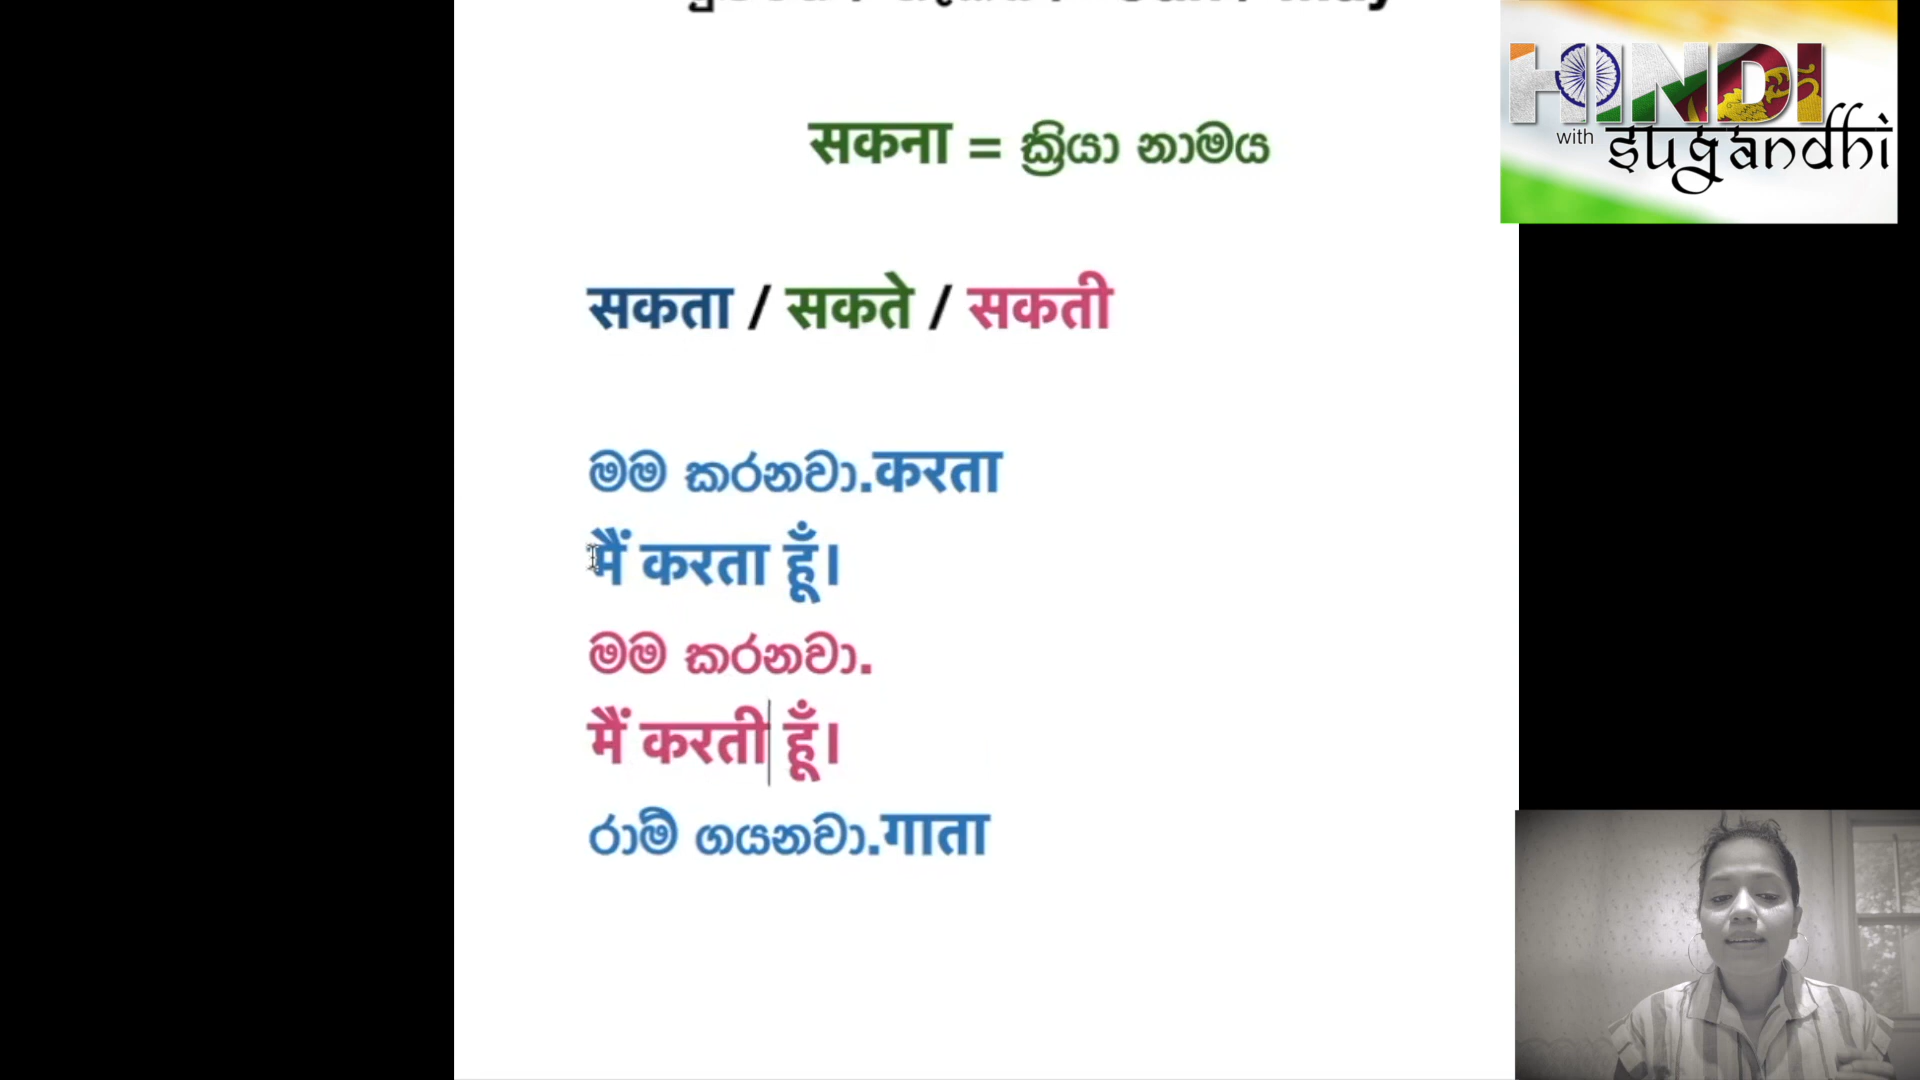 सकना = ක්‍රියා නාමය
सकता / सकते / सकती
මම කරනවා.करता
मैं करता हूँ।
මම කරනවා.
मैं करती हूँ।
රාම් ගයනවා.गाता
HINDI
with sugandhi